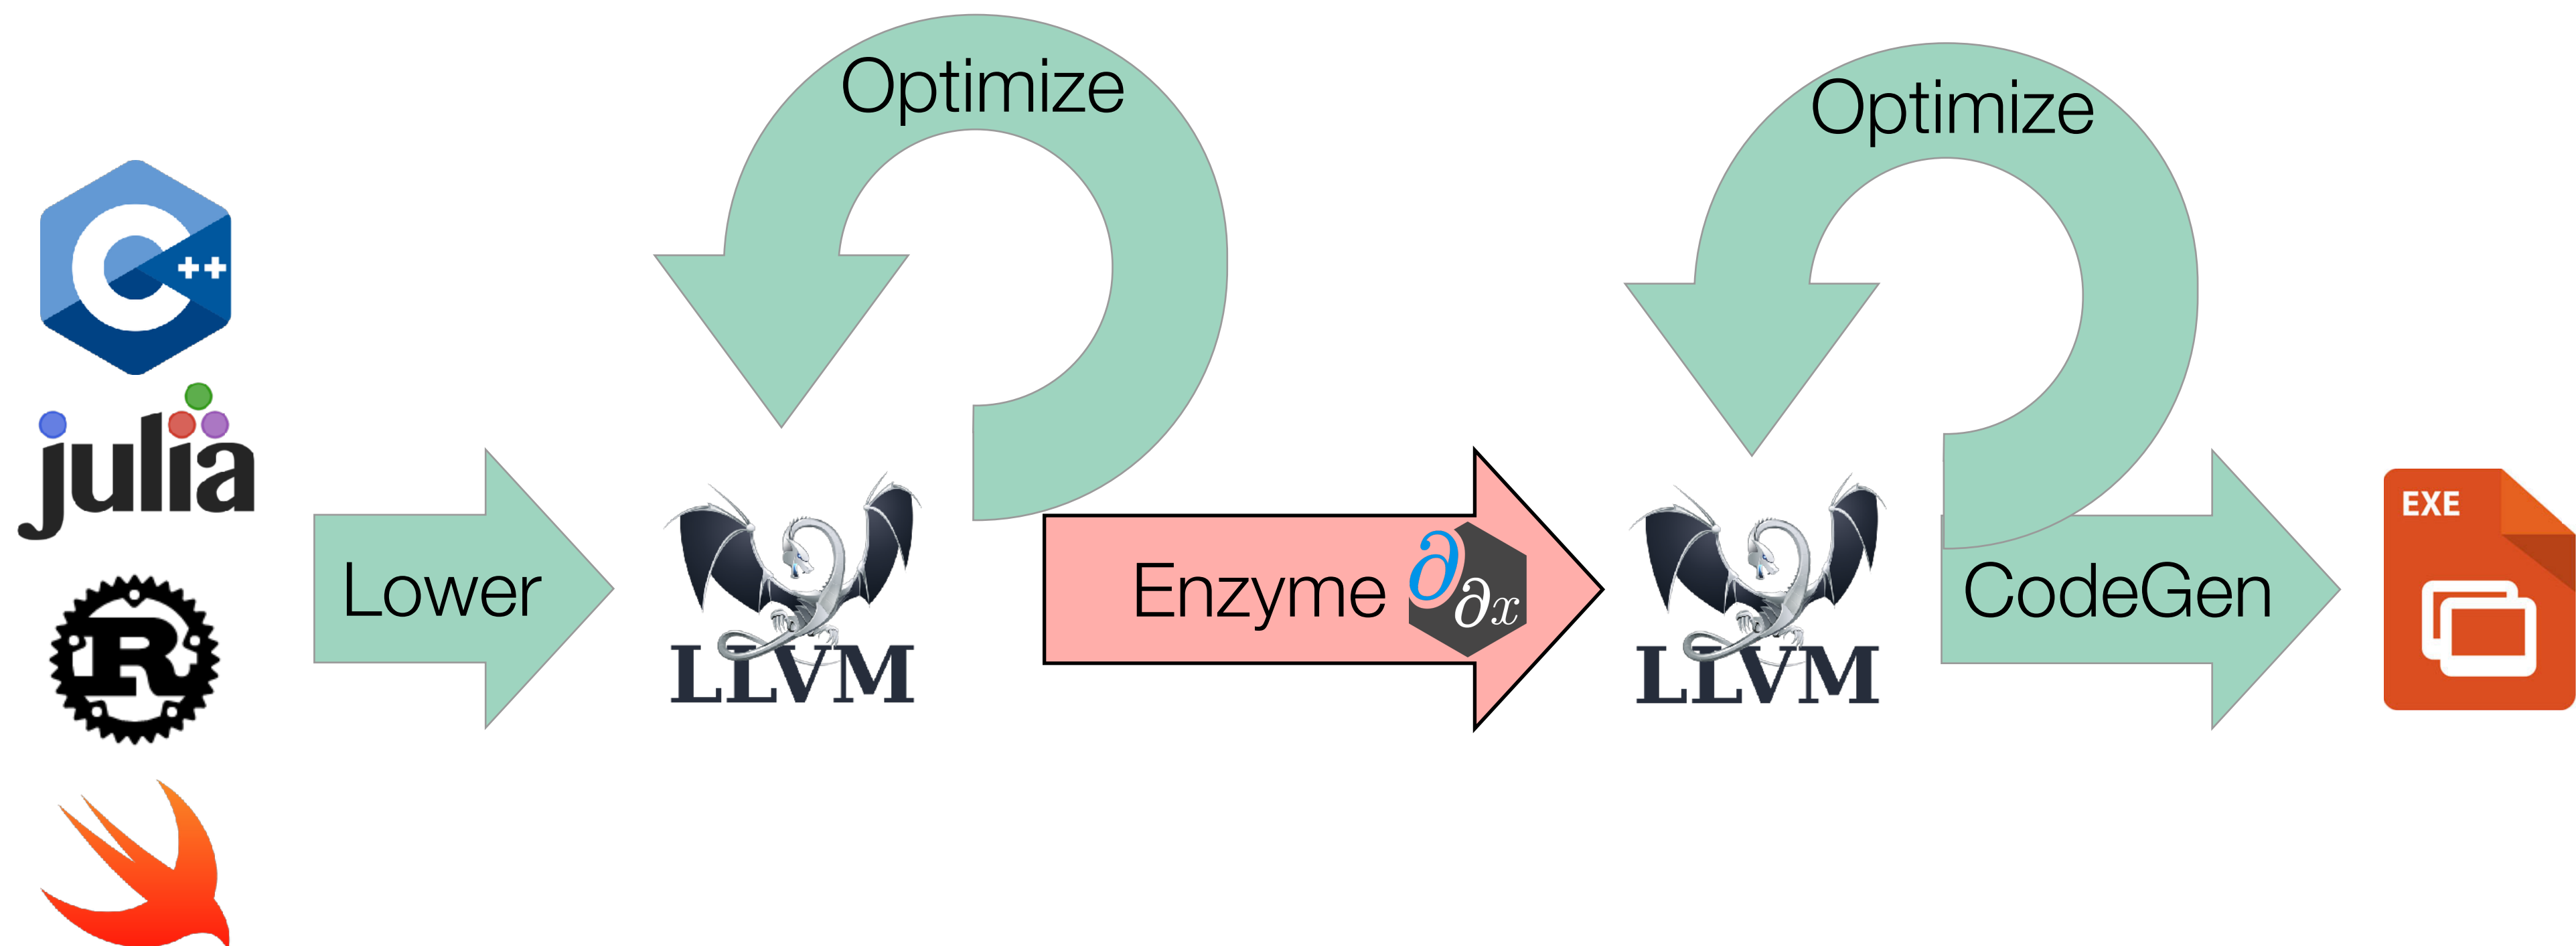 Optimize
Optimize
C++
julia
R
Lower
LLVM
Enzyme ∂ ∂x
LLVM
CodeGen
EXE